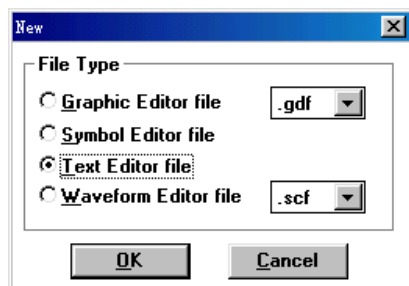 New
File Type
Graphic Editor file .gdf
Symbol Editor file
Text Editor file
Waveform Editor file .scf
OK Cancel